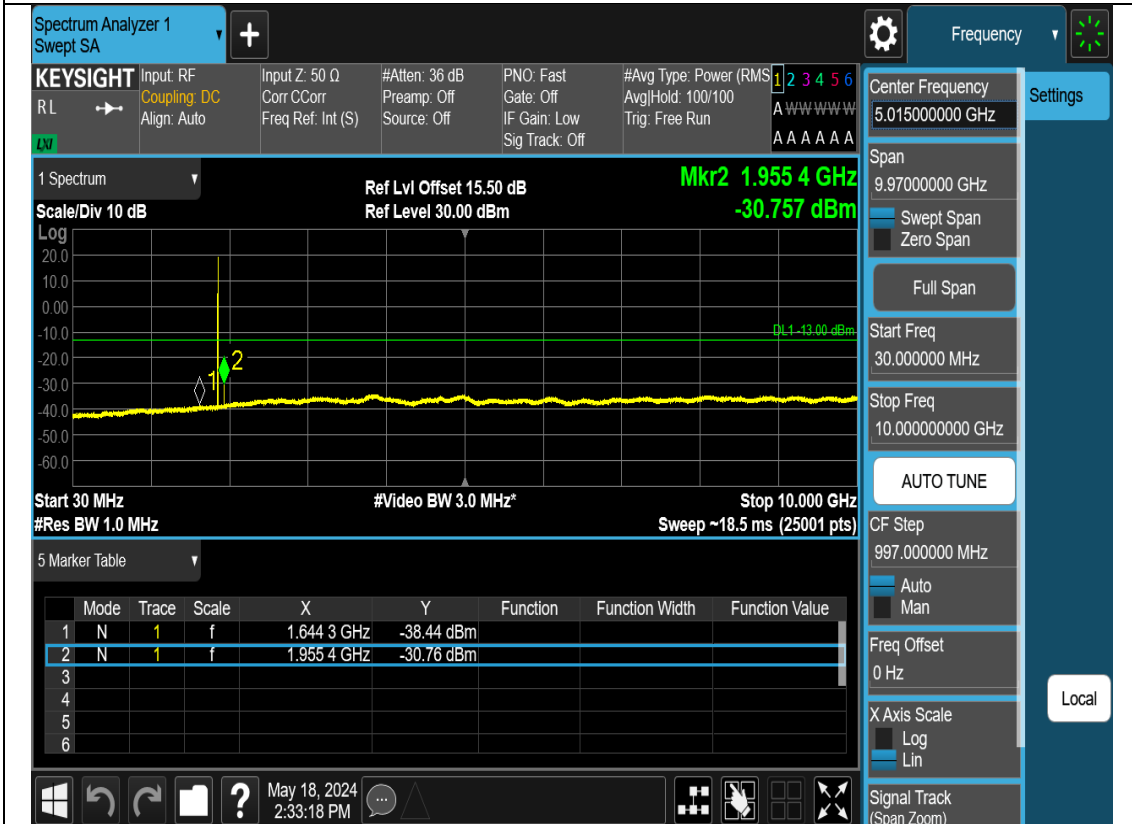 Spectrum Analyzer 1
Swept SA
+
Frequency
KEYSIGHT
RL
LXI
Input: RF
Coupling: DC
Align: Auto
Input Z: 50 Ω
Corr CCorr
Freq Ref: Int (S)
#Atten: 36 dB
Preamp: Off
Source: Off
PNO: Fast
Gate: Off
IF Gain: Low
Sig Track: Off
#Avg Type: Power (RMS
Avg|Hold: 100/100
Trig: Free Run
1 2 3 4 5 6
A W W W W W
A A A A A A
1 Spectrum
Scale/Div 10 dB
Ref Lvl Offset 15.50 dB
Ref Level 30.00 dBm
Mkr2 1.955 4 GHz
-30.757 dBm
Log
20.0
10.0
0.00
-10.0
-20.0
-30.0
-40.0
-50.0
-60.0
DL1 -13.00 dBm
1
2
Start 30 MHz
#Video BW 3.0 MHz*
Stop 10.000 GHz
#Res BW 1.0 MHz
Sweep ~18.5 ms (25001 pts)
5 Marker Table
Mode Trace Scale X Y Function Function Width Function Value
1 N 1 f 1.644 3 GHz -38.44 dBm
2 N 1 f 1.955 4 GHz -30.76 dBm
3
4
5
6
?
May 18, 2024
2:33:18 PM
Center Frequency
5.015000000 GHz
Settings
Span
9.97000000 GHz
Swept Span
Zero Span
Full Span
Start Freq
30.000000 MHz
Stop Freq
10.000000000 GHz
AUTO TUNE
CF Step
997.000000 MHz
Auto
Man
Freq Offset
0 Hz
Local
X Axis Scale
Log
Lin
Signal Track
(Span Zoom)